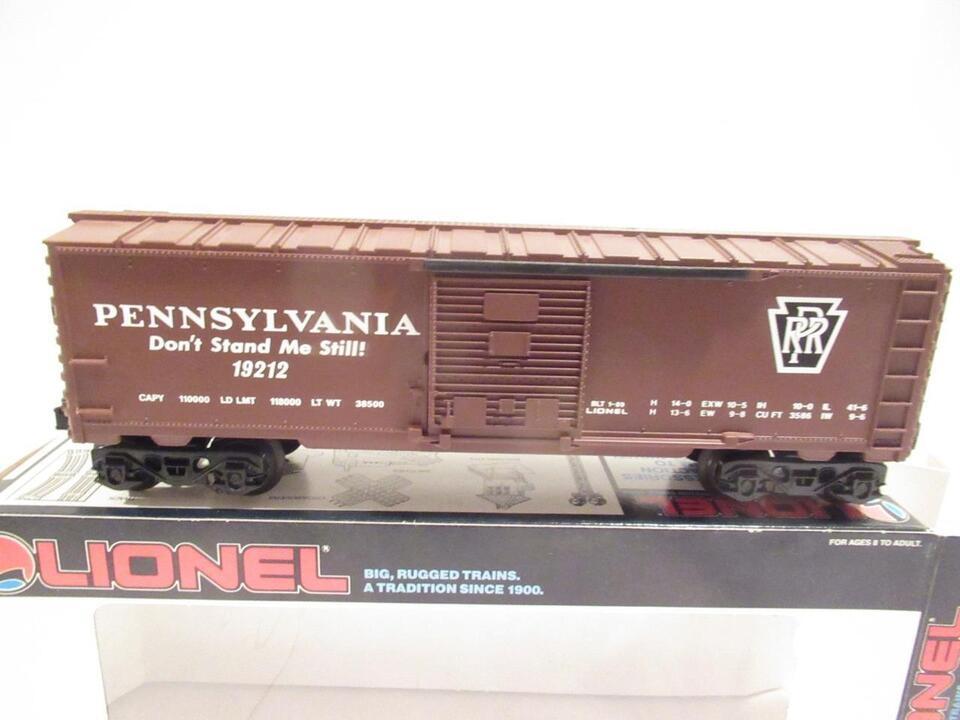 PENNSYLVANIA
Don't Stand Me Still!
19212
CAPY 110000 LD LMT 118000 LT WT 38500
BLT 1-89 H 14-0 EXW 10-5 IH 10-0 IL 41-6
LIONEL H 13-6 EW 9-8 CU FT 3586 IW 9-6
PRR
LIONEL®
BIG, RUGGED TRAINS.
A TRADITION SINCE 1900.
FOR AGES 8 TO ADULT.
LIONEL